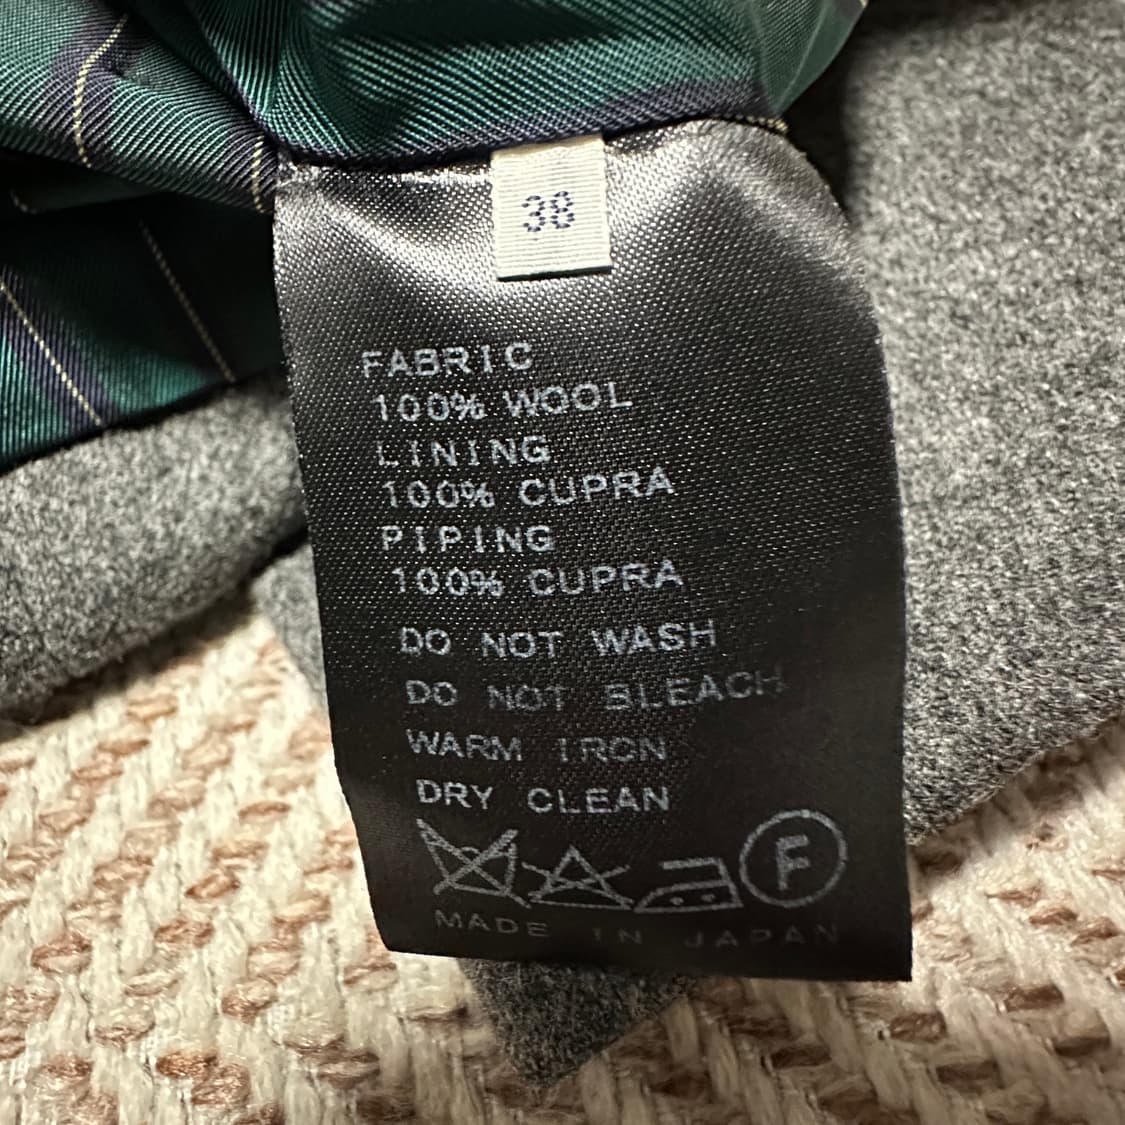 38
FABRIC
100% WOOL
LINING
100% CUPRA
PIPING
100% CUPRA
DO NOT WASH
DO NOT BLEACH
WARM IRON
DRY CLEAN
F
MADE IN JAPAN